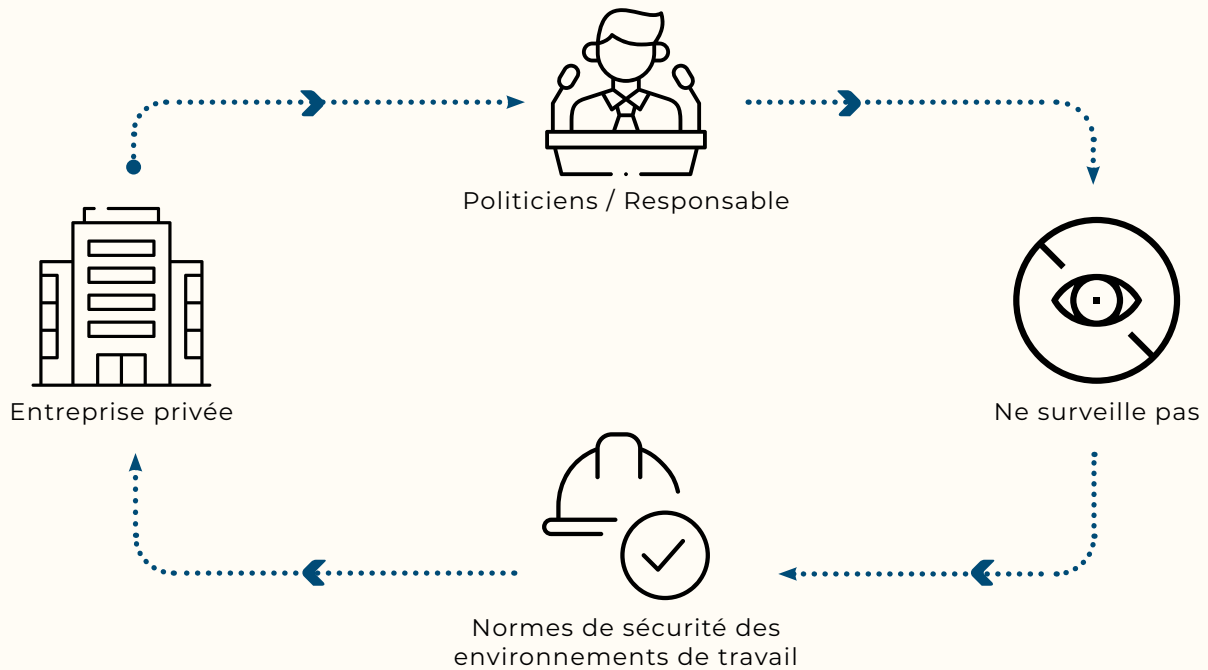 Politiciens / Responsable
Entreprise privée
Ne surveille pas
Normes de sécurité des
environnements de travail